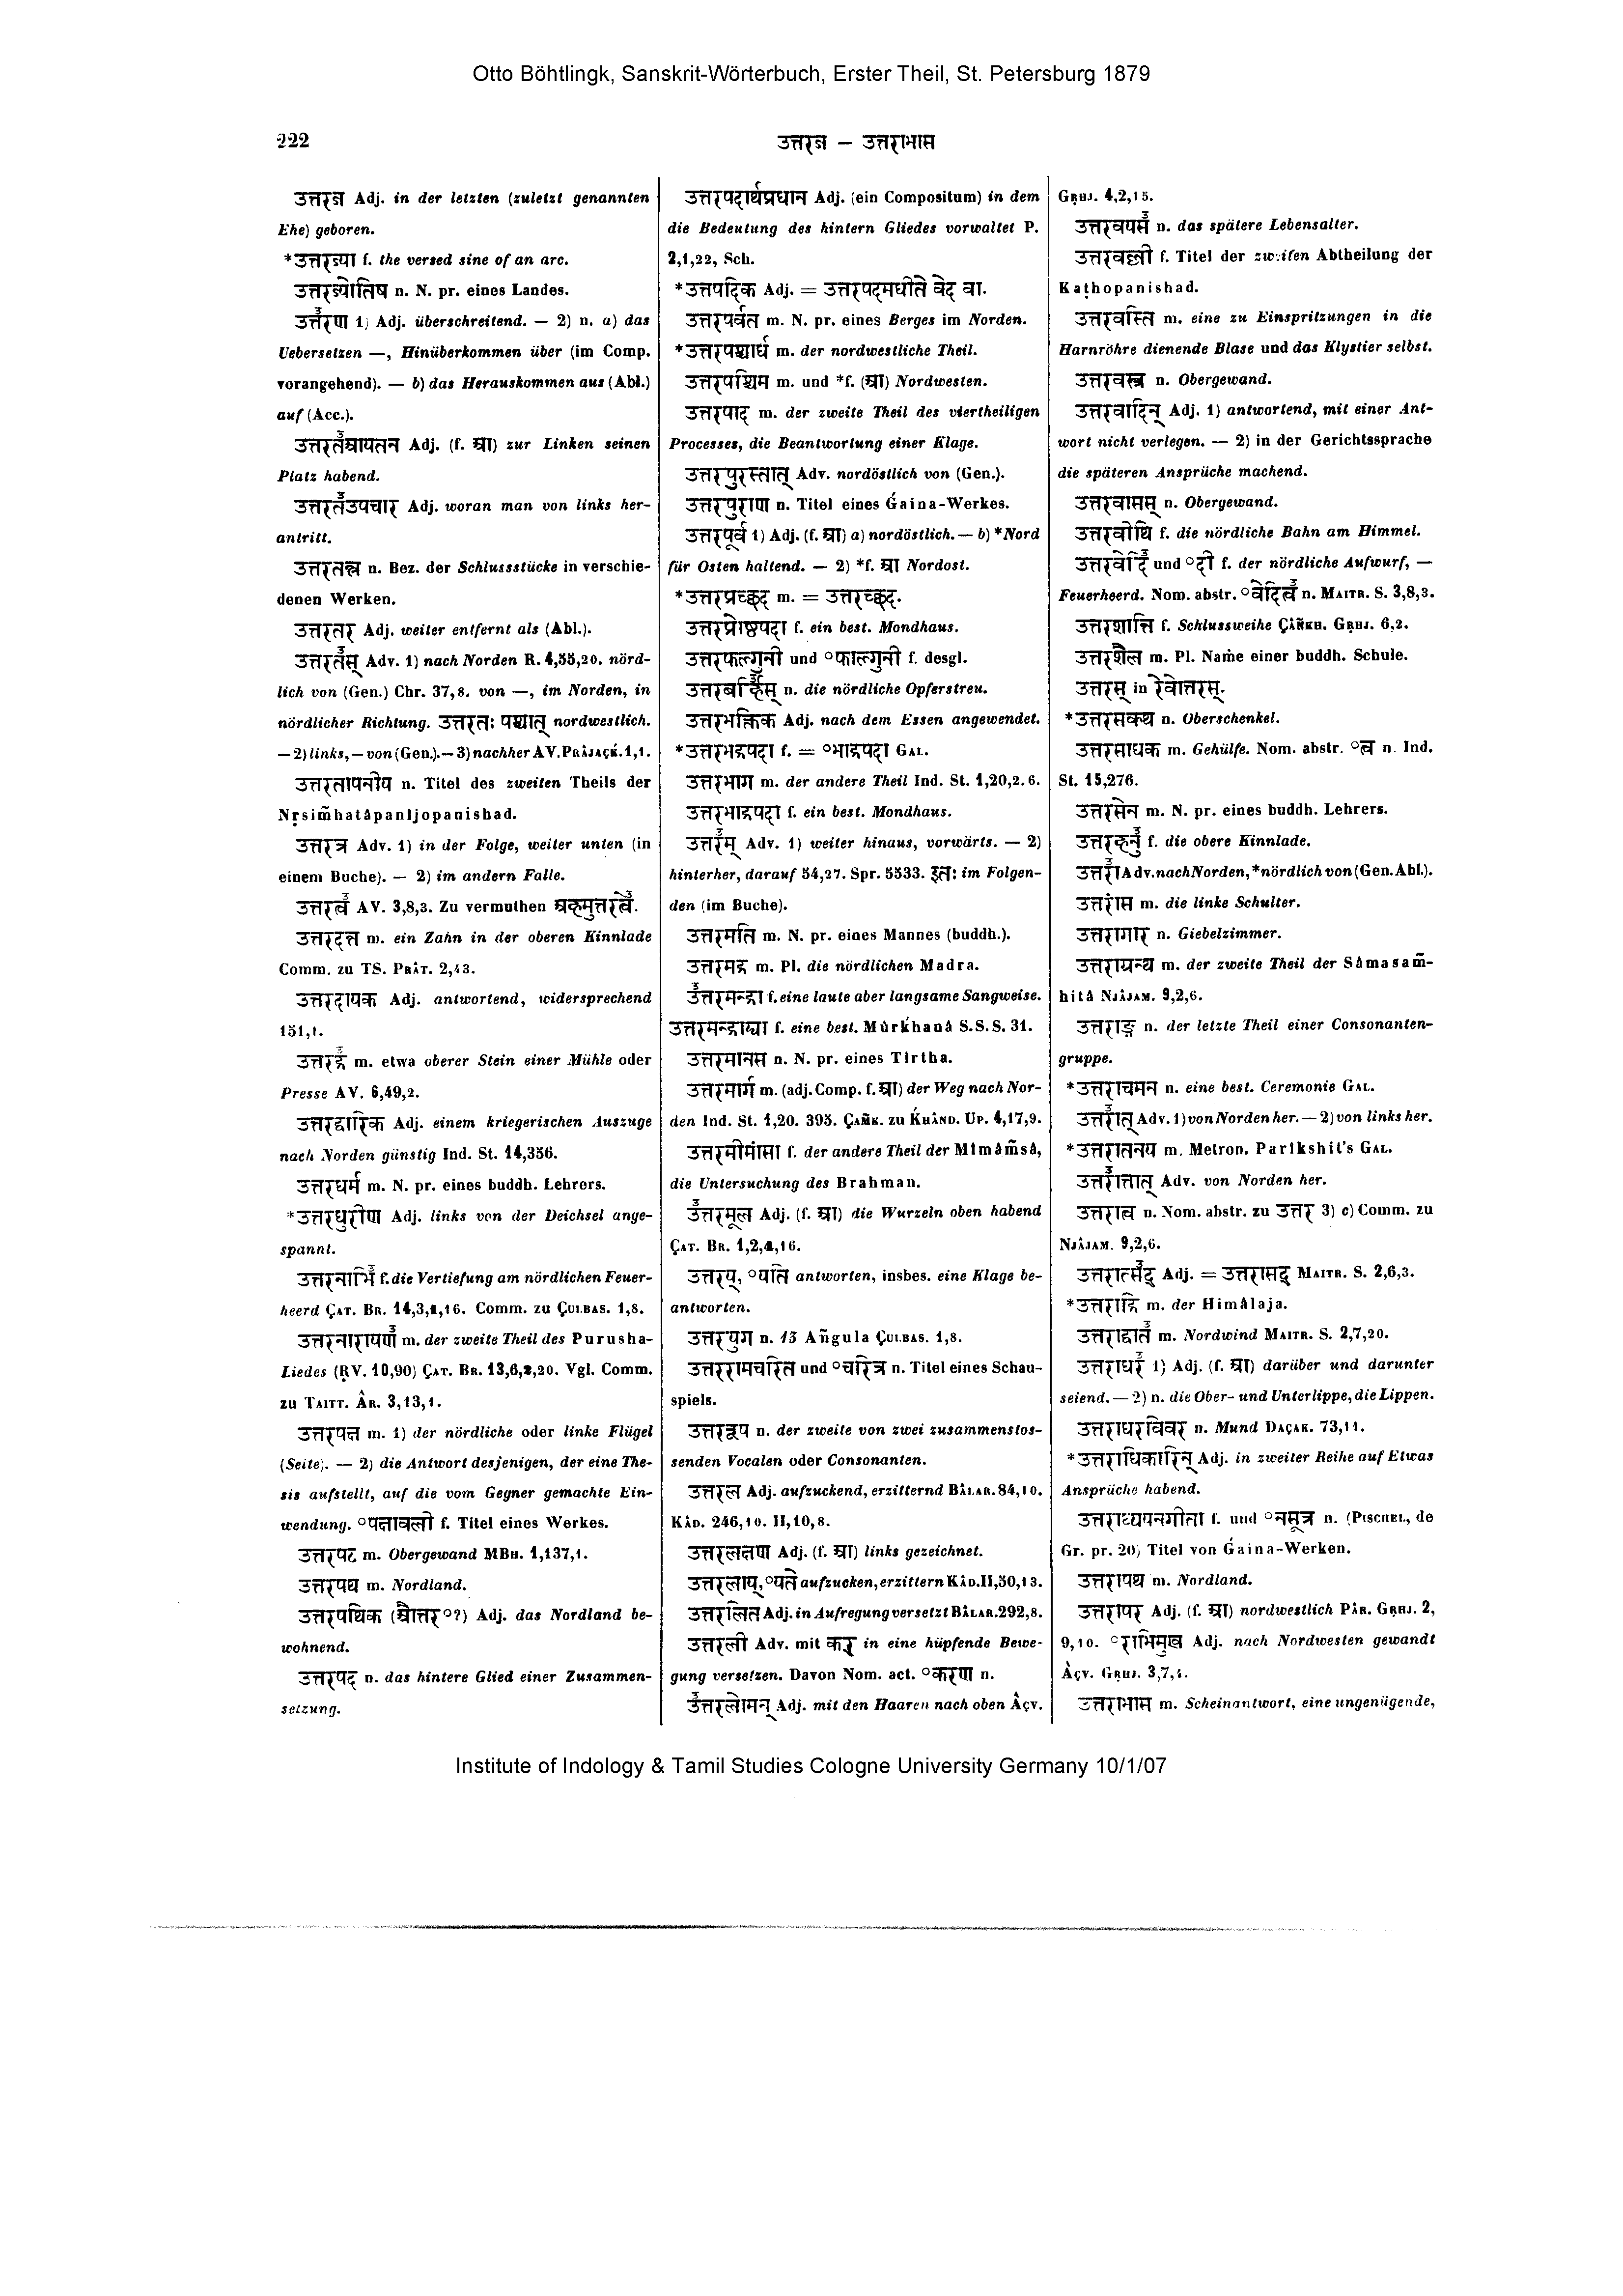 Otto Böhtlingk, Sanskrit-Wörterbuch, Erster Theil, St. Petersburg 1879
222
उत्तरज – उत्तराभास
उत्तरज Adj. in der letzten (zuletzt genannten
Ehe) geboren.
*उत्तरज्या f. the versed sine of an arc.
उत्तरज्योतिष n. N. pr. eines Landes.
उत्तरण 1) Adj. überschreitend. — 2) n. a) das
Uebersetzen —, Hinüberkommen über (im Comp.
vorangehend). — b) das Herauskommen aus (Abl.)
auf (Acc.).
उत्तरतआयतन Adj. (f. आ) zur Linken seinen
Platz habend.
उत्तरतउपचार Adj. woran man von links her-
antritt.
उत्तरतन्त्र n. Bez. der Schlussstücke in verschie-
denen Werken.
उत्तरतर Adj. weiter entfernt als (Abl.).
उत्तरतस् Adv. 1) nach Norden R. 4,55,20. nörd-
lich von (Gen.) Chr. 37,8. von —, im Norden, in
nördlicher Richtung. उत्तरतः पश्चात् nordwestlich.
— 2) links, — von (Gen.). — 3) nachher AV. PRĀJAÇK. 1,1.
उत्तरतापनीय n. Titel des zweiten Theils der
Nṛsiṁhatâpanîjopanishad.
उत्तरत्र Adv. 1) in der Folge, weiter unten (in
einem Buche). — 2) im andern Falle.
उत्तरत्वे AV. 3,8,3. Zu vermuthen अहमुत्तरत्वे.
उत्तरदन्त m. ein Zahn in der oberen Kinnlade
Comm. zu TS. PRÂT. 2,43.
उत्तरदायक Adj. antwortend, widersprechend
151,1.
उत्तरद्रु m. etwa oberer Stein einer Mühle oder
Presse AV. 6,49,2.
उत्तरद्वारिक Adj. einem kriegerischen Auszuge
nach Norden günstig Ind. St. 14,356.
उत्तरधर्म m. N. pr. eines buddh. Lehrers.
*उत्तरधुरीण Adj. links von der Deichsel ange-
spannt.
उत्तरनाभि f. die Vertiefung am nördlichen Feuer-
heerd ÇAT. BR. 14,3,1,16. Comm. zu ÇULBAS. 1,8.
उत्तरनारायण m. der zweite Theil des Purusha-
Liedes (ṚV. 10,90) ÇAT. BR. 13,6,2,20. Vgl. Comm.
zu TAITT. ÂR. 3,13,1.
उत्तरपक्ष m. 1) der nördliche oder linke Flügel
(Seite). — 2) die Antwort desjenigen, der eine The-
sis aufstellt, auf die vom Gegner gemachte Ein-
wendung. °पक्षावली f. Titel eines Werkes.
उत्तरपट m. Obergewand MBH. 1,137,1.
उत्तरपथ m. Nordland.
उत्तरपथिक (औत्तर°?) Adj. das Nordland be-
wohnend.
उत्तरपद n. das hintere Glied einer Zusammen-
setzung.
उत्तरपदार्थप्रधान Adj. (ein Compositum) in dem
die Bedeutung des hintern Gliedes vorwaltet P.
2,1,22, Sch.
*उत्तपदिक Adj. = उत्तरपदमधीते वेद वा.
उत्तरपर्वत m. N. pr. eines Berges im Norden.
*उत्तरपश्चार्ध m. der nordwestliche Theil.
उत्तरपश्चिम m. und *f. (आ) Nordwesten.
उत्तरपाद m. der zweite Theil des viertheiligen
Processes, die Beantwortung einer Klage.
उत्तरपुरस्तात् Adv. nordöstlich von (Gen.).
उत्तरपुराण n. Titel eines Ǵaina-Werkes.
उत्तरपूर्व 1) Adj. (f. आ) a) nordöstlich. — b) *Nord
für Osten haltend. — 2) *f. आ Nordost.
*उत्तरप्रच्छद m. = उत्तरच्छद.
उत्तरप्रोष्ठपदा f. ein best. Mondhaus.
उत्तरफल्गुनी und °फाल्गुनी f. desgl.
उत्तरबर्हिस् n. die nördliche Opferstreu.
उत्तरभक्तिक Adj. nach dem Essen angewendet.
*उत्तरभद्रपदा f. = °भाद्रपदा GAL.
उत्तरभाग m. der andere Theil Ind. St. 1,20,2. 6.
उत्तरभाद्रपदा f. ein best. Mondhaus.
उत्तरम् Adv. 1) weiter hinaus, vorwärts. — 2)
hinterher, darauf 54,27. Spr. 5533. इतः im Folgen-
den (im Buche).
उत्तरमति m. N. pr. eines Mannes (buddh.).
उत्तरमद्र m. Pl. die nördlichen Madra.
उत्तरमन्द्रा f. eine laute aber langsame Sangweise.
उत्तरमन्द्राद्या f. eine best. Mûrḱhanâ S.S.S. 31.
उत्तरमानस n. N. pr. eines Tîrtha.
उत्तरमार्ग m. (adj. Comp. f. आ) der Weg nach Nor-
den Ind. St. 1,20. 395. ÇAṀK. zu ḰHÂND. UP. 4,17,9.
उत्तरमीमांसा f. der andere Theil der Mîmâṁsâ,
die Untersuchung des Brahman.
उत्तरमूल Adj. (f. आ) die Wurzeln oben habend
ÇAT. BR. 1,2,4,16.
उत्तरय्, °यति antworten, insbes. eine Klage be-
antworten.
उत्तरयुग n. 13 Añgula ÇULBAS. 1,8.
उत्तररामचरित und °चरित्र n. Titel eines Schau-
spiels.
उत्तररूप n. der zweite von zwei zusammenstos-
senden Vocalen oder Consonanten.
उत्तरल Adj. aufzuckend, erzitternd BÂLAR. 84,10.
KÂD. 246,10. II,10,8.
उत्तरलक्षण Adj. (f. आ) links gezeichnet.
उत्तरलाय्, °यते aufzucken, erzittern KÂD. II,50,13.
उत्तरलित Adj. in Aufregung versetzt BÂLAR. 292,8.
उत्तरली Adv. mit कर् in eine hüpfende Bewe-
gung versetzen. Davon Nom. act. °करण n.
उत्तरलोमन् Adj. mit den Haaren nach oben ÂÇV.
GṚHJ. 4,2,15.
उत्तरवयस n. das spätere Lebensalter.
उत्तरवल्ली f. Titel der zweiten Abtheilung der
Kaṭhopanishad.
उत्तरवस्ति m. eine zu Einspritzungen in die
Harnröhre dienende Blase und das Klystier selbst.
उत्तरवस्त्र n. Obergewand.
उत्तरवादिन् Adj. 1) antwortend, mit einer Ant-
wort nicht verlegen. — 2) in der Gerichtssprache
die späteren Ansprüche machend.
उत्तरवासस् n. Obergewand.
उत्तरवीथि f. die nördliche Bahn am Himmel.
उत्तरवेदि und °दी f. der nördliche Aufwurf, —
Feuerheerd. Nom. abstr. °वेदित्व n. MAITR. S. 3,8,3.
उत्तरशान्ति f. Schlussweihe ÇÂÑKH. GṚHJ. 6,2.
उत्तरशैल m. Pl. Name einer buddh. Schule.
उत्तरस् in रेवोत्तरस्.
*उत्तरसक्थ n. Oberschenkel.
उत्तरसाधक m. Gehülfe. Nom. abstr. °त्व n. Ind.
St. 15,276.
उत्तरसेन m. N. pr. eines buddh. Lehrers.
उत्तरहनु f. die obere Kinnlade.
उत्तरा Adv. nach Norden, *nördlich von (Gen. Abl.).
उत्तरांस m. die linke Schulter.
उत्तरागार n. Giebelzimmer.
उत्तराग्रन्थ m. der zweite Theil der Sâmasaṁ-
hitâ NJÂJAM. 9,2,6.
उत्तराङ्ग n. der letzte Theil einer Consonanten-
gruppe.
*उत्तराचमन n. eine best. Ceremonie GAL.
उत्तरात् Adv. 1) von Norden her. — 2) von links her.
*उत्तरातनय m. Metron. Parîkshit's GAL.
उत्तरात्तात् Adv. von Norden her.
उत्तरात्व n. Nom. abstr. zu उत्तर 3) c) Comm. zu
NJÂJAM. 9,2,6.
उत्तरात्सद् Adj. = उत्तरासद् MAITR. S. 2,6,3.
*उत्तराद्रि m. der Himâlaja.
उत्तराद्वात m. Nordwind MAITR. S. 2,7,20.
उत्तराधर 1) Adj. (f. आ) darüber und darunter
seiend. — 2) n. die Ober- und Unterlippe, die Lippen.
उत्तराधरविवर n. Mund DAÇAK. 73,11.
*उत्तराधिकारिन् Adj. in zweiter Reihe auf Etwas
Ansprüche habend.
उत्तराध्ययनगीता f. und °नसूत्र n. (PISCHEL, de
Gr. pr. 20) Titel von Ǵaina-Werken.
उत्तरापथ m. Nordland.
उत्तरापर Adj. (f. आ) nordwestlich PÂR. GṚHJ. 2,
9,10. °राभिमुख Adj. nach Nordwesten gewandt
ÂÇV. GṚHJ. 3,7,4.
उत्तराभास m. Scheinantwort, eine ungenügende,
Institute of Indology & Tamil Studies Cologne University Germany 10/1/07